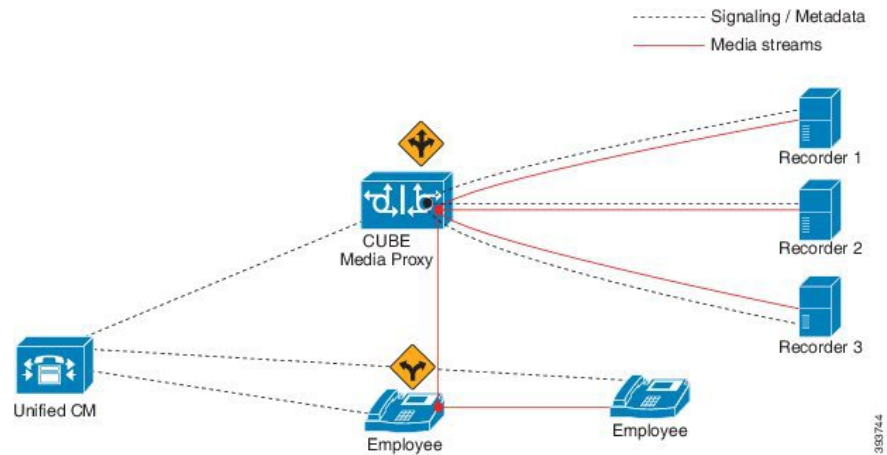 Signaling / Metadata
Media streams
Recorder 1
CUBE
Media Proxy
Recorder 2
Recorder 3
Unified CM
Employee
Employee
393744